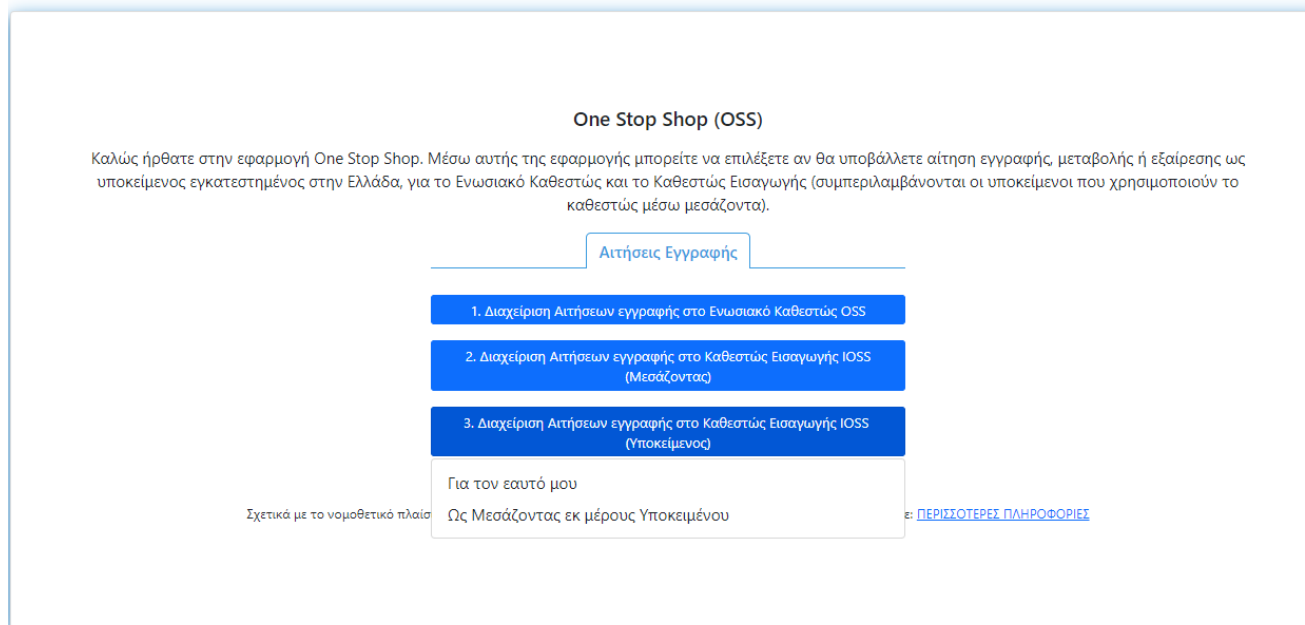 One Stop Shop (OSS)
Καλώς ήρθατε στην εφαρμογή One Stop Shop. Μέσω αυτής της εφαρμογής μπορείτε να επιλέξετε αν θα υποβάλλετε αίτηση εγγραφής, μεταβολής ή εξαίρεσης ως
υποκείμενος εγκατεστημένος στην Ελλάδα, για το Ενωσιακό Καθεστώς και το Καθεστώς Εισαγωγής (συμπεριλαμβάνονται οι υποκείμενοι που χρησιμοποιούν το
καθεστώς μέσω μεσάζοντα).
Αιτήσεις Εγγραφής
1. Διαχείριση Αιτήσεων εγγραφής στο Ενωσιακό Καθεστώς OSS
2. Διαχείριση Αιτήσεων εγγραφής στο Καθεστώς Εισαγωγής IOSS
(Μεσάζοντας)
3. Διαχείριση Αιτήσεων εγγραφής στο Καθεστώς Εισαγωγής IOSS
(Υποκείμενος)
Για τον εαυτό μου
Ως Μεσάζοντας εκ μέρους Υποκειμένου
Σχετικά με το νομοθετικό ΠΕΡΙΣΣΟΤΕΡΕΣ ΠΛΗΡΟΦΟΡΙΕΣ